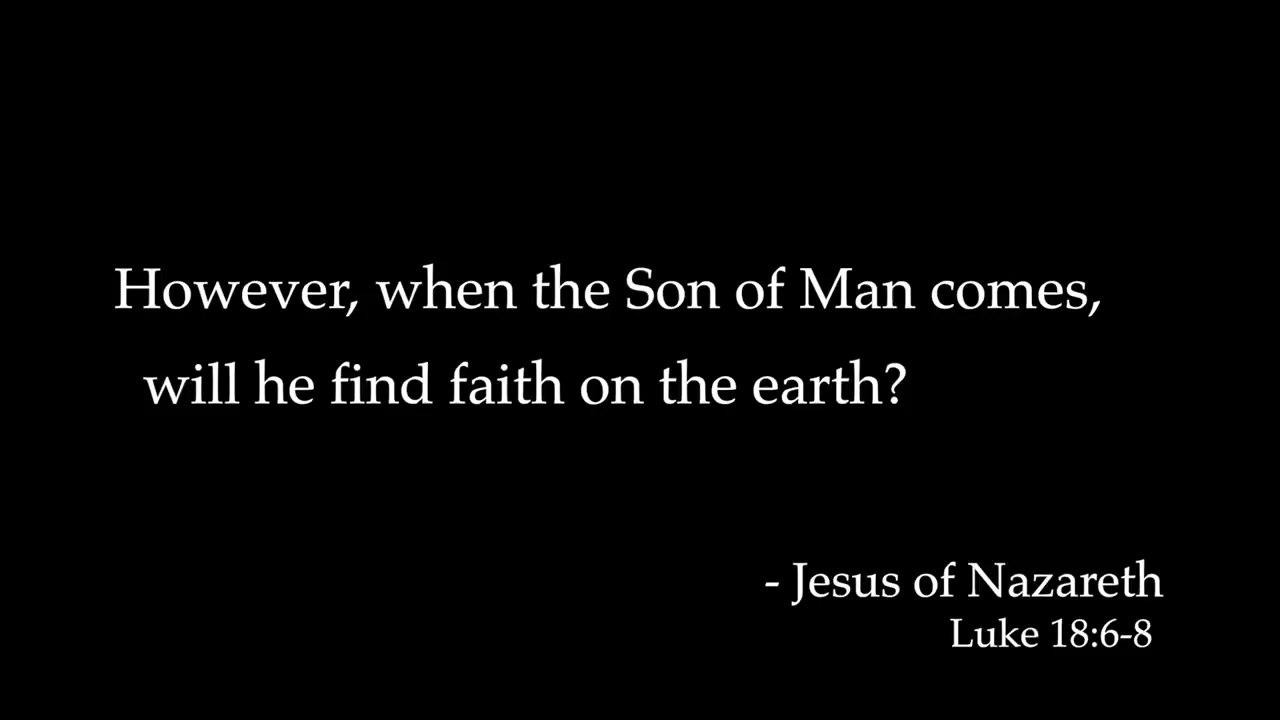 However, when the Son of Man comes,
will he find faith on the earth?
- Jesus of Nazareth
Luke 18:6-8